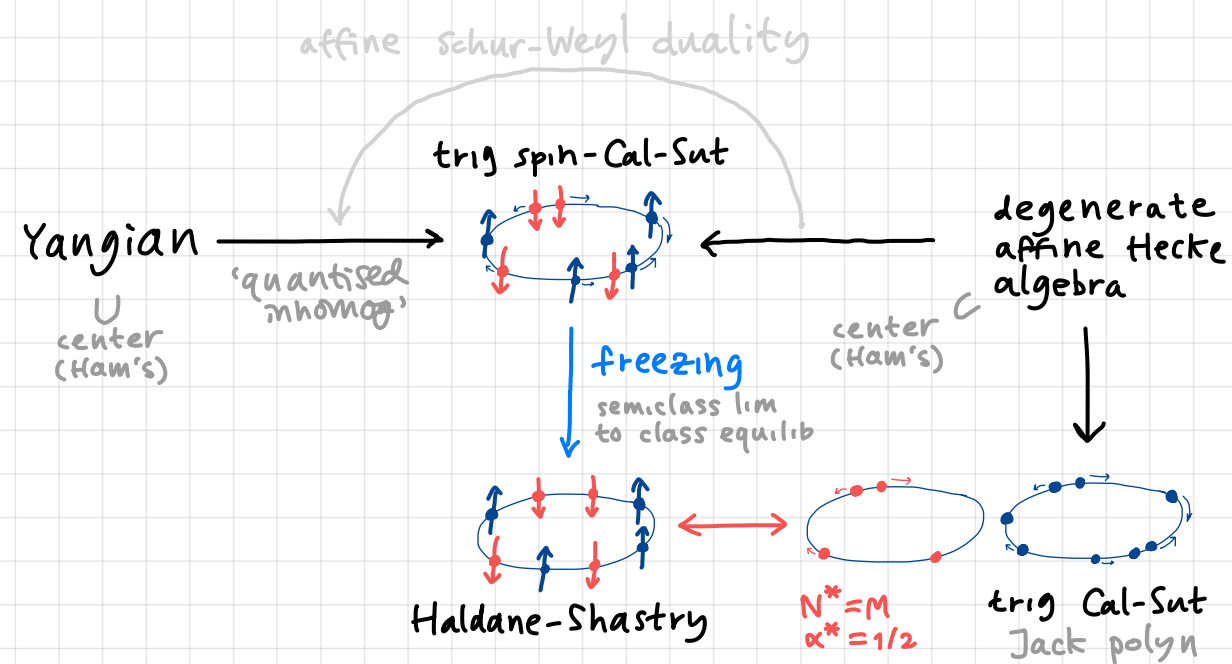 affine schur-Weyl duality
trig spin-Cal-Sut
Yangian
'quantised
inhomog'
∪
center
(Ham's)
degenerate
affine Hecke
algebra
⊂
center
(Ham's)
freezing
semiclass lim
to class equilib
Haldane-Shastry
N*=M
α*=1/2
trig Cal-Sut
Jack polyn